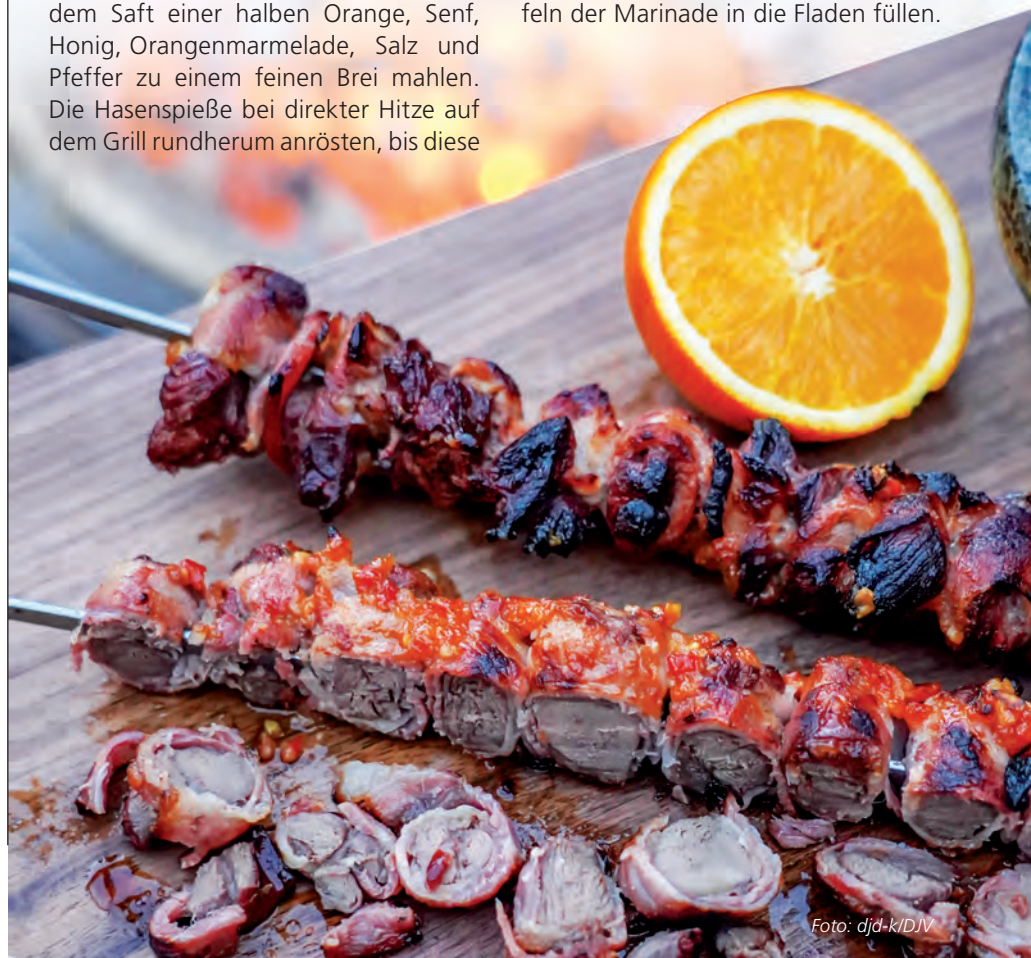 dem Saft einer halben Orange, Senf,
Honig, Orangenmarmelade, Salz und
Pfeffer zu einem feinen Brei mahlen.
Die Hasenspieße bei direkter Hitze auf
dem Grill rundherum anrösten, bis diese
feln der Marinade in die Fladen füllen.
Foto: djd-k/DJV